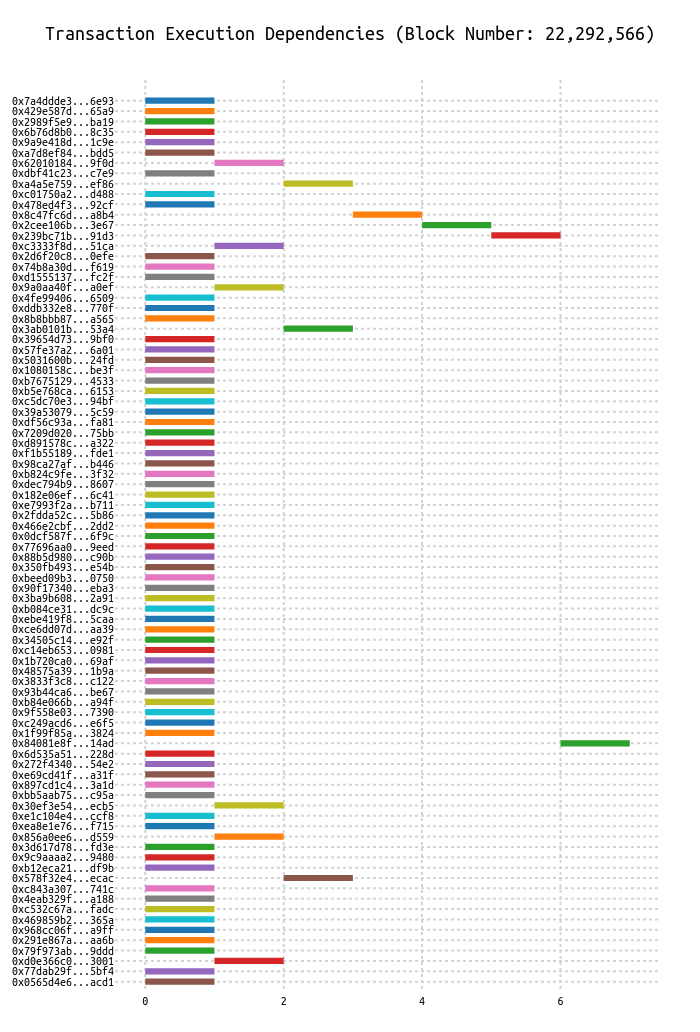 Transaction Execution Dependencies (Block Number: 22,292,566)
0x7a4ddde3...6e93
0x429e587d...65a9
0x2989f5e9...ba19
0x6b76d8b0...8c35
0x9a9e418d...1c9e
0xa7d8ef84...bdd5
0x62010184...9f0d
0xdbf41c23...c7e9
0xa4a5e759...ef86
0xc01750a2...d488
0x478ed4f3...92cf
0x8c47fc6d...a8b4
0x2cee106b...3e67
0x239bc71b...91d3
0xc3333f8d...51ca
0x2d6f20c8...0efe
0x74b8a30d...f619
0xd1555137...fc2f
0x9a0aa40f...a0ef
0x4fe99406...6509
0xddb332e8...770f
0x8b8bbb87...a565
0x3ab0101b...53a4
0x39654d73...9bf0
0x57fe37a2...6a01
0x5031600b...24fd
0x1080158c...be3f
0xb7675129...4533
0xb5e768ca...6153
0xc5dc70e3...94bf
0x39a53079...5c59
0xdf56c93a...fa81
0x7209d020...75bb
0xd891578c...a322
0xf1b55189...fde1
0x98ca27af...b446
0xb824c9fe...3f32
0xdec794b9...8607
0x182e06ef...6c41
0xe7993f2a...b711
0x2fdda52c...5b86
0x466e2cbf...2dd2
0x0dcf587f...6f9c
0x77696aa0...9eed
0x88b5d980...c90b
0x350fb493...e54b
0xbeed09b3...0750
0x90f17340...eba3
0x3ba9b608...2a91
0xb084ce31...dc9c
0xebe419f8...5caa
0xce6dd07d...aa39
0x34505c14...e92f
0xc14eb653...0981
0x1b720ca0...69af
0x48575a39...1b9a
0x3833f3c8...c122
0x93b44ca6...be67
0xb84e066b...a94f
0x9f558e03...7390
0xc249acd6...e6f5
0x1f99f85a...3824
0x84081e8f...14ad
0x6d535a51...228d
0x272f4340...54e2
0xe69cd41f...a31f
0x897cd1c4...3a1d
0xbb5aab75...c95a
0x30ef3e54...ecb5
0xe1c104e4...ccf8
0xea8e1e76...f715
0x856a0ee6...d559
0x3d617d78...fd3e
0x9c9aaaa2...9480
0xb12eca21...df9b
0x578f32e4...ecac
0xc843a307...741c
0x4eab329f...a188
0xc532c67a...fadc
0x469859b2...365a
0x968cc06f...a9ff
0x291e867a...aa6b
0x79f973ab...9ddd
0xd0e366c0...3001
0x77dab29f...5bf4
0x0565d4e6...acd1
0 2 4 6